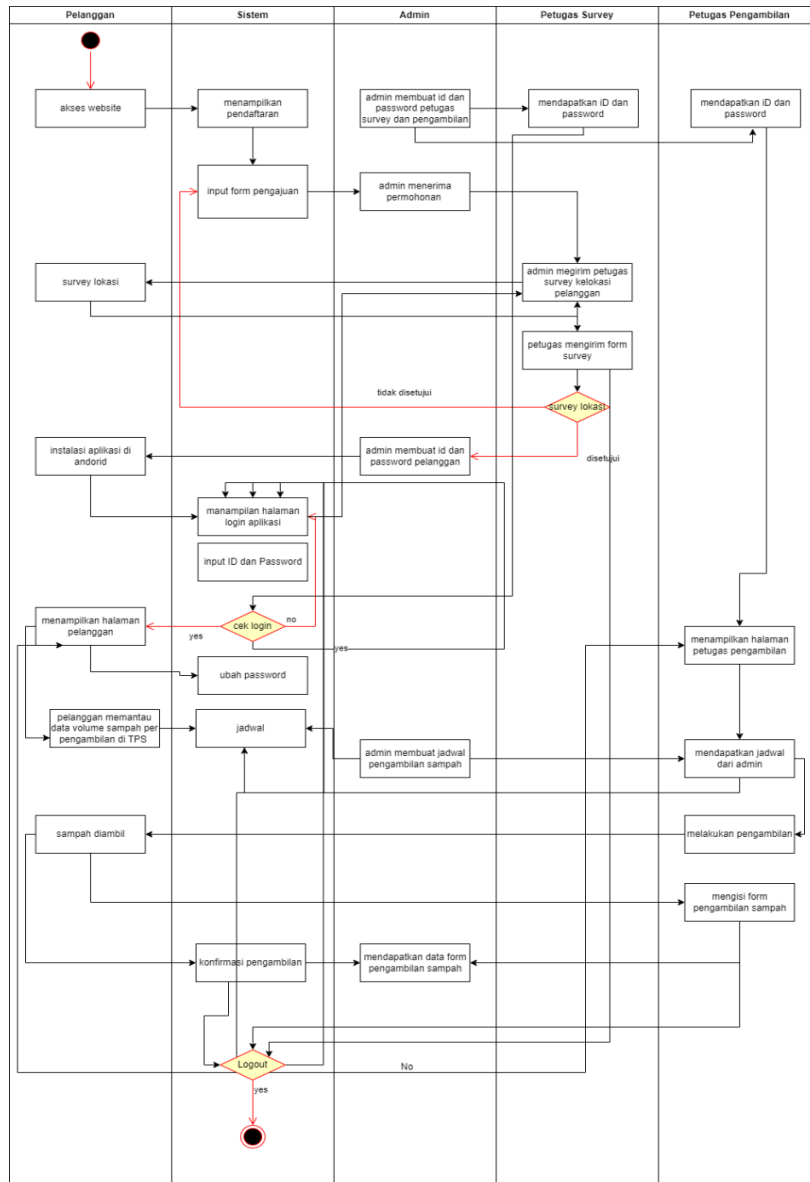 Pelanggan
Sistem
Admin
Petugas Survey
Petugas Pengambilan
akses website
menampilkan
pendaftaran
admin membuat id dan
password petugas
survey dan pengambilan
mendapatkan iD dan
password
mendapatkan iD dan
password
input form pengajuan
admin menerima
permohonan
survey lokasi
admin megirim petugas
survey kelokasi
pelanggan
petugas mengirim form
survey
tidak disetujui
survey lokasi
disetujui
instalasi aplikasi di
andorid
admin membuat id dan
password pelanggan
manampilan halaman
login aplikasi
input ID dan Password
menampilkan halaman
pelanggan
yes
cek login
no
yes
menampilkan halaman
petugas pengambilan
ubah password
pelanggan memantau
data volume sampah per
pengambilan di TPS
jadwal
admin membuat jadwal
pengambilan sampah
mendapatkan jadwal
dari admin
sampah diambil
melakukan pengambilan
mengisi form
pengambilan sampah
konfirmasi pengambilan
mendapatkan data form
pengambilan sampah
Logout
No
yes